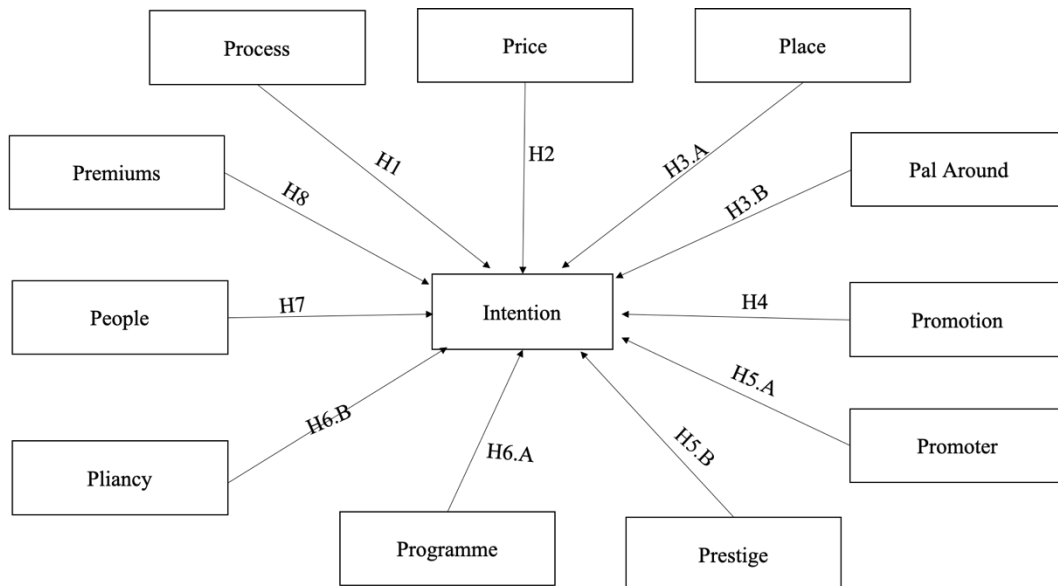 Process
Price
Place
H1
H2
H3.A
Premiums
H8
H3.B
Pal Around
People
H7
Intention
H4
Promotion
H5.A
H6.B
Promoter
Pliancy
H6.A
H5.B
Programme
Prestige